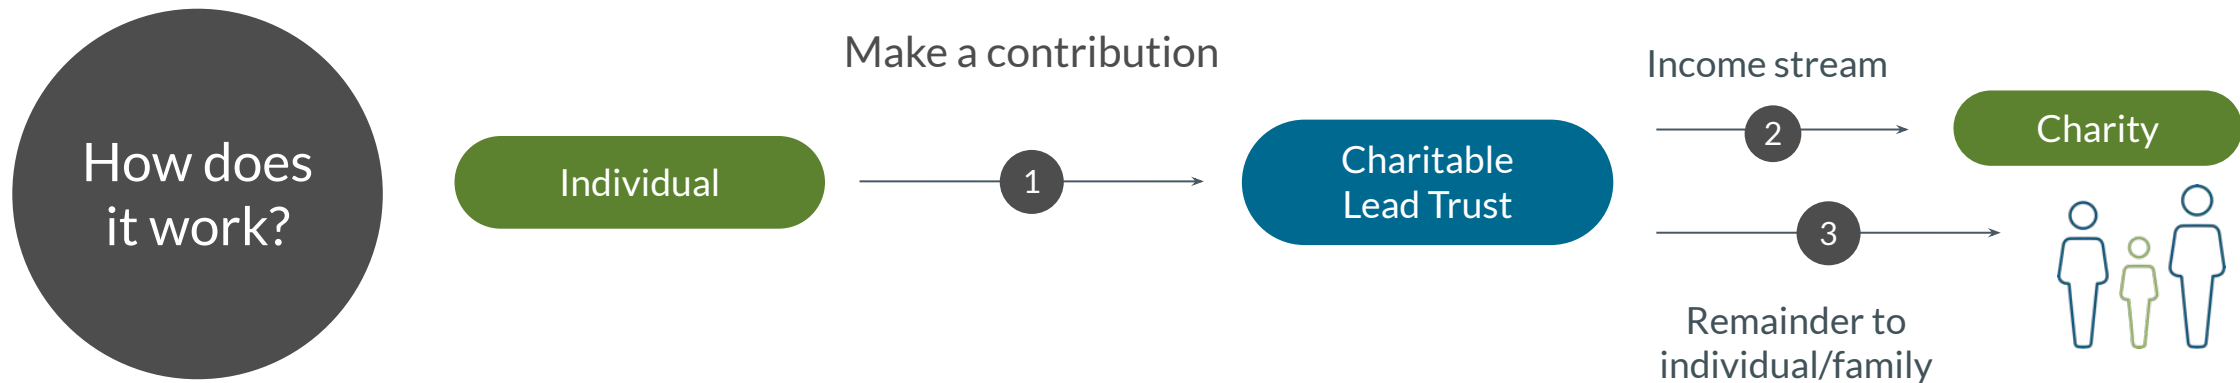 How does
it work?
Individual
Make a contribution
1
Charitable
Lead Trust
Income stream
2
Charity
3
Remainder to
individual/family